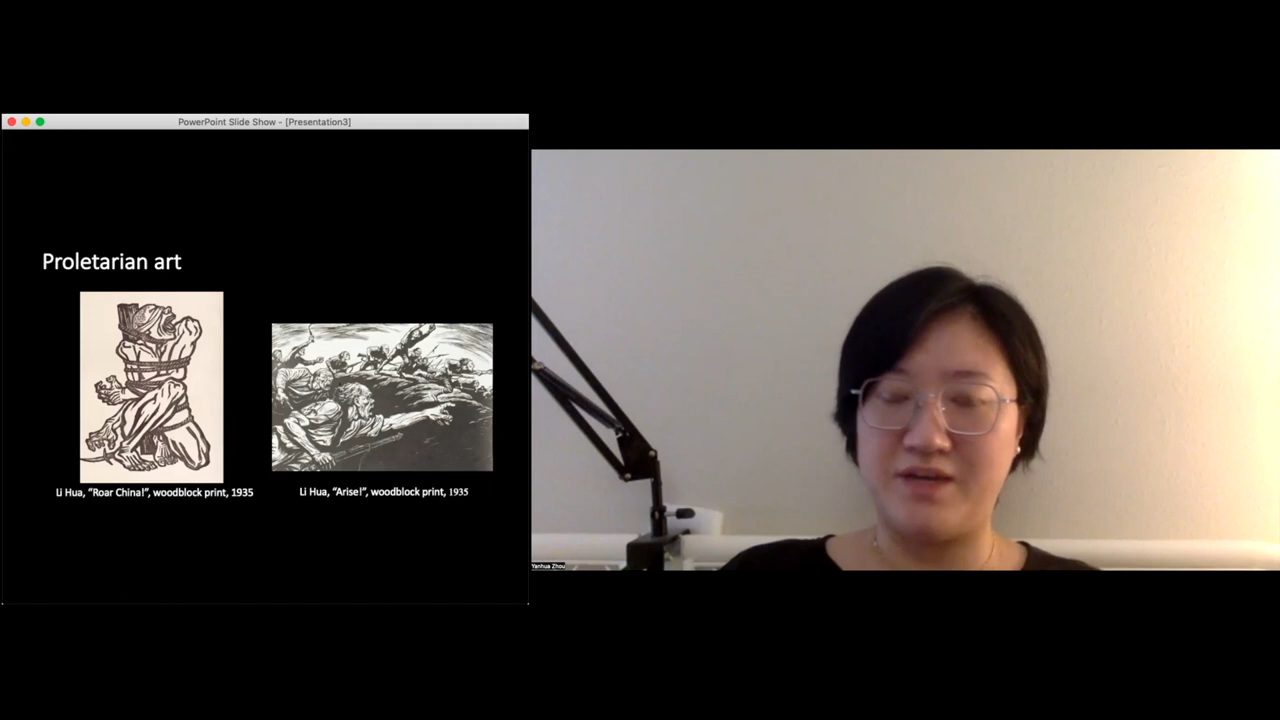 PowerPoint Slide Show - [Presentation3]
Proletarian art
Li Hua, “Roar China!”, woodblock print, 1935
Li Hua, “Arise!”, woodblock print, 1935
Yanhua Zhou